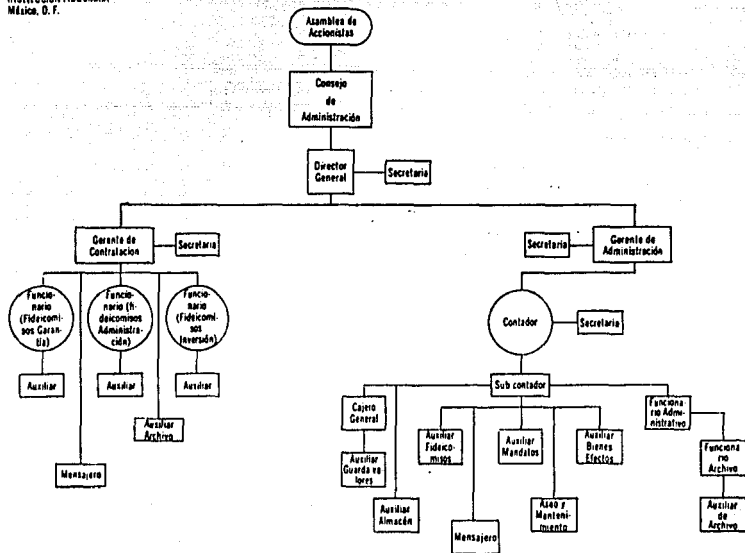 México, D. F.
Asamblea de
Accionistas
Consejo
de
Administración
Director
General
Secretaria
Gerente de
Contratacion
Secretaria
Secretaria
Gerente de
Administración
Funcio-
nario
(Fideicomi-
sos Garan-
tía)
Funcio-
nario (fi-
deicomisos
Administra-
ción)
Funcio-
nario
(Fideicomi-
sos
Inversión)
Contador
Secretaria
Auxiliar
Auxiliar
Auxiliar
Auxiliar
Archivo
Mensajero
Sub contador
Cajero
General
Funciona-
rio Admi-
nistrativo
Auxiliar
Fideico-
misos
Auxiliar
Mandatos
Auxiliar
Bienes
Efectos
Auxiliar
Guarda va-
lores
Funciona
rio
Archivo
Auxiliar
Almacén
Mensajero
Aseo y
Manteni-
miento
Auxiliar
de
Archivo